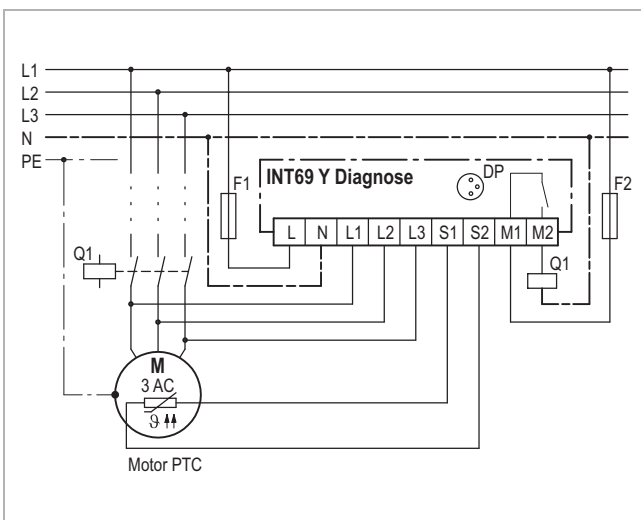 L1
L2
L3
N
PE
INT69 Y Diagnose
DP
F1
F2
L N L1 L2 L3 S1 S2 M1 M2
Q1
Q1
M
3 AC
ϑ
Motor PTC